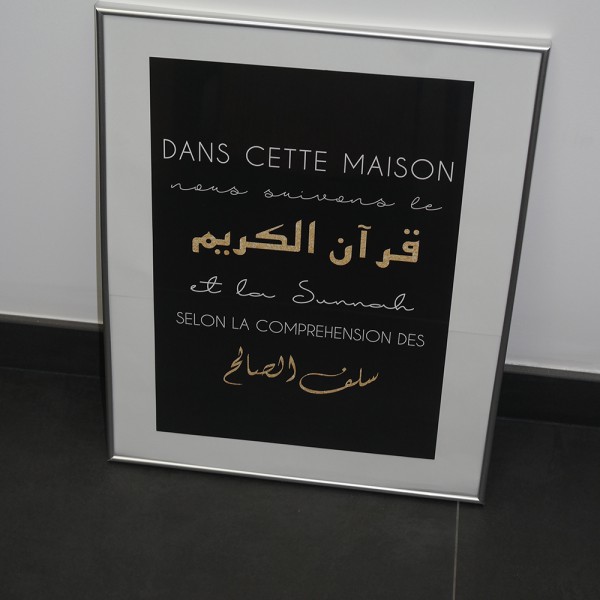 DANS CETTE MAISON
nous suivons le
قرآن الكريم
et la Sunnah
SELON LA COMPREHENSION DES
سلف الصالح